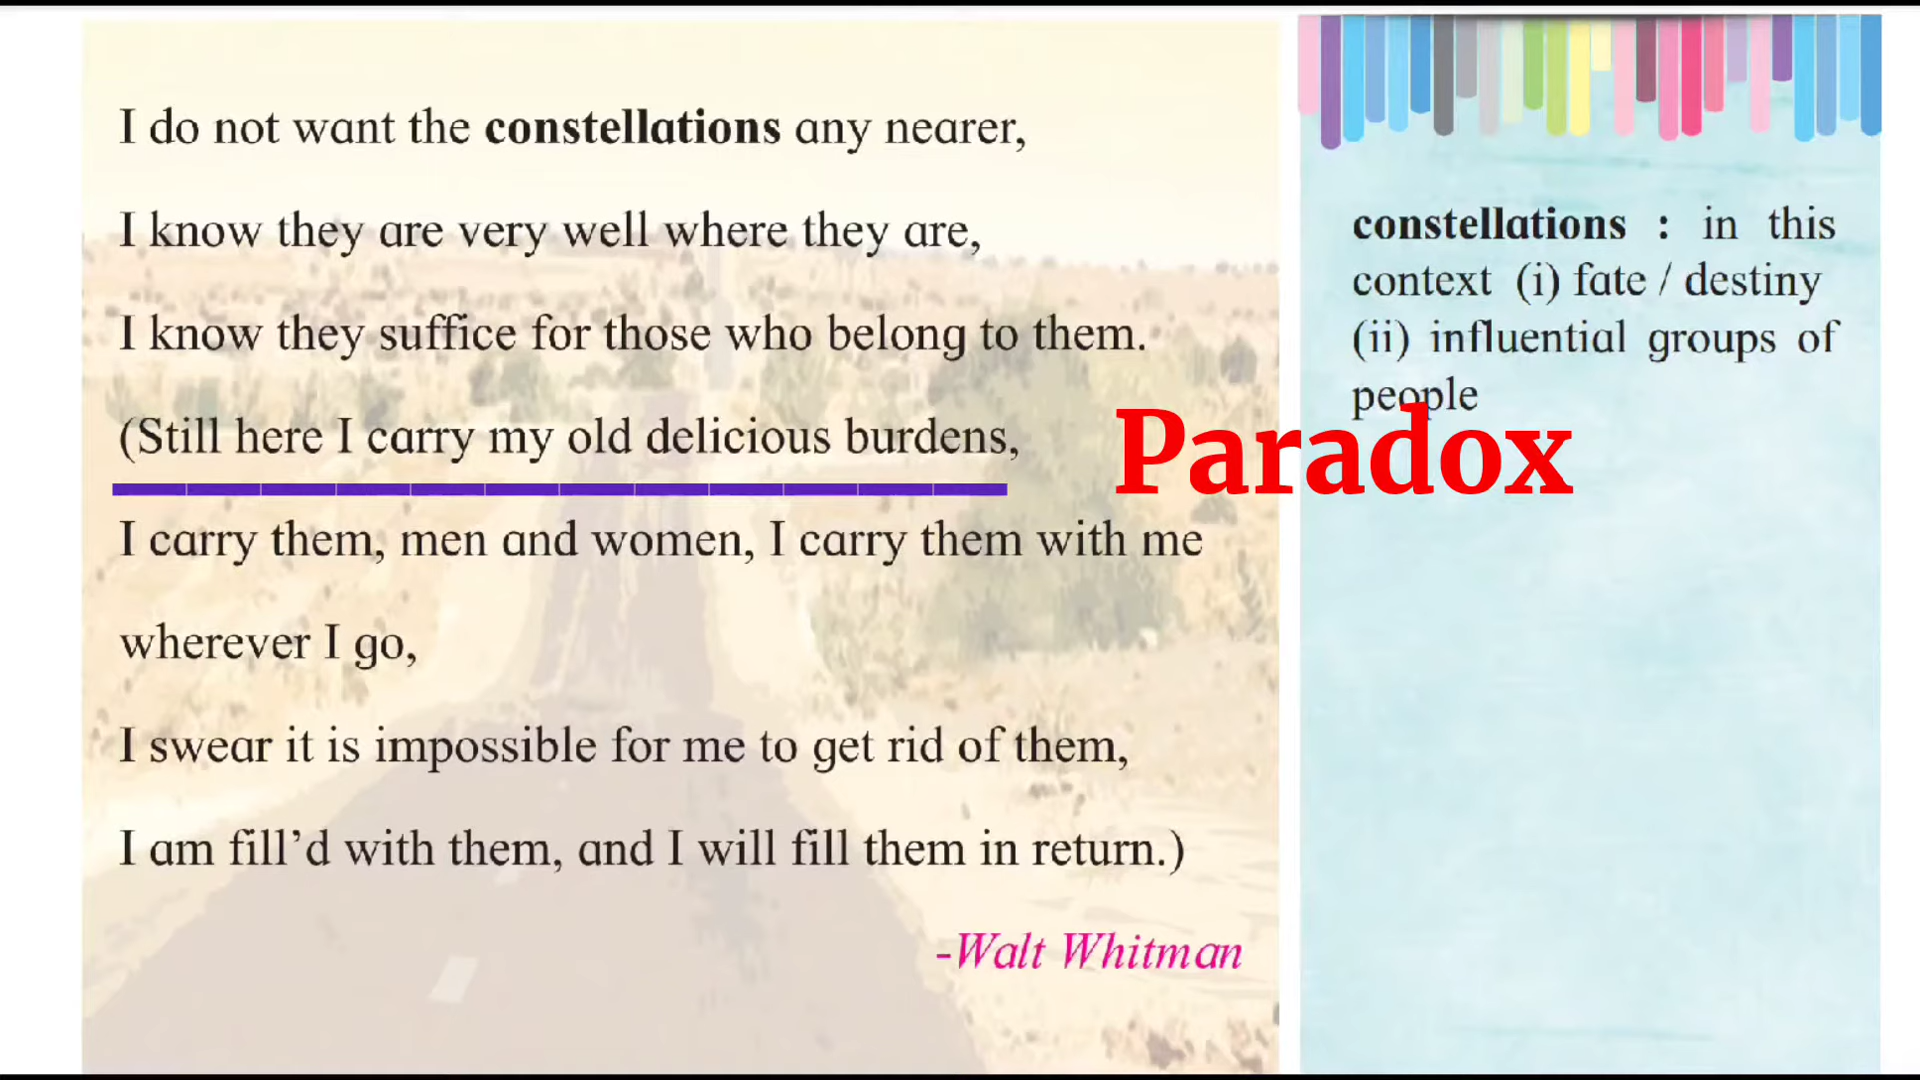 I do not want the constellations any nearer,
I know they are very well where they are,
I know they suffice for those who belong to them.
(Still here I carry my old delicious burdens,
I carry them, men and women, I carry them with me
wherever I go,
I swear it is impossible for me to get rid of them,
I am fill’d with them, and I will fill them in return.)
-Walt Whitman
constellations : in this
context (i) fate / destiny
(ii) influential groups of
people
Paradox